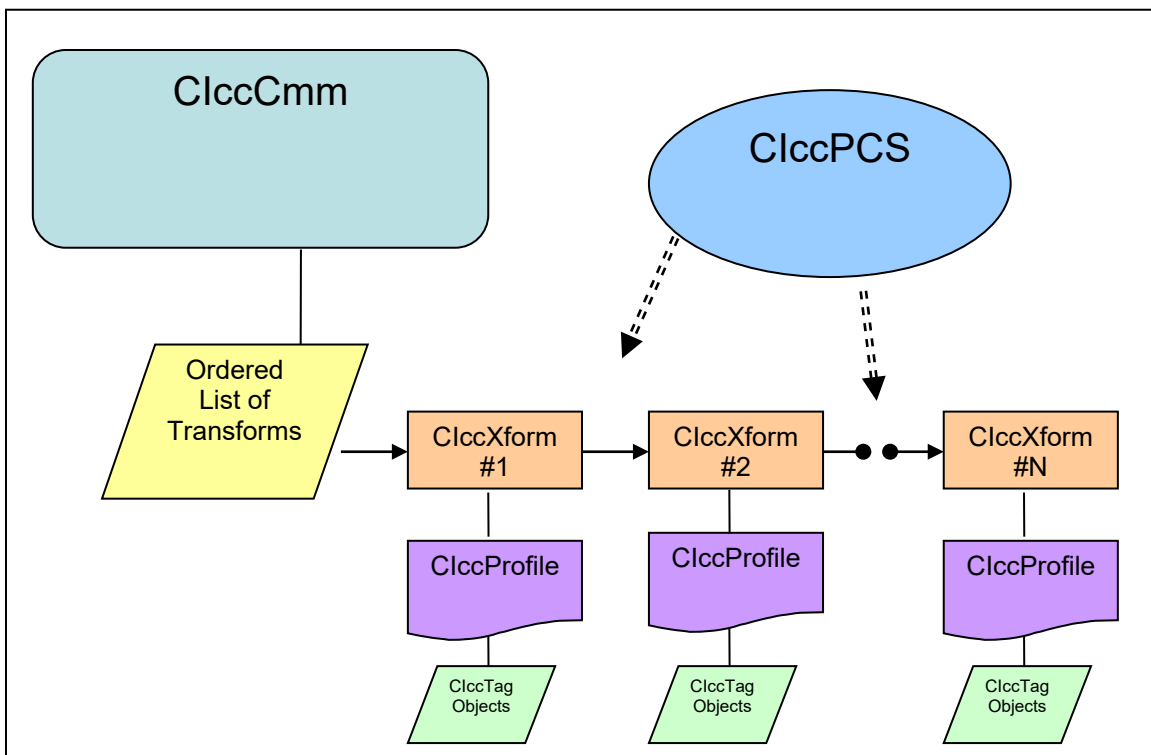 CIccCmm
CIccPCS
Ordered
List of
Transforms
CIccXform
#1
CIccXform
#2
CIccXform
#N
CIccProfile
CIccProfile
CIccProfile
CIccTag
Objects
CIccTag
Objects
CIccTag
Objects